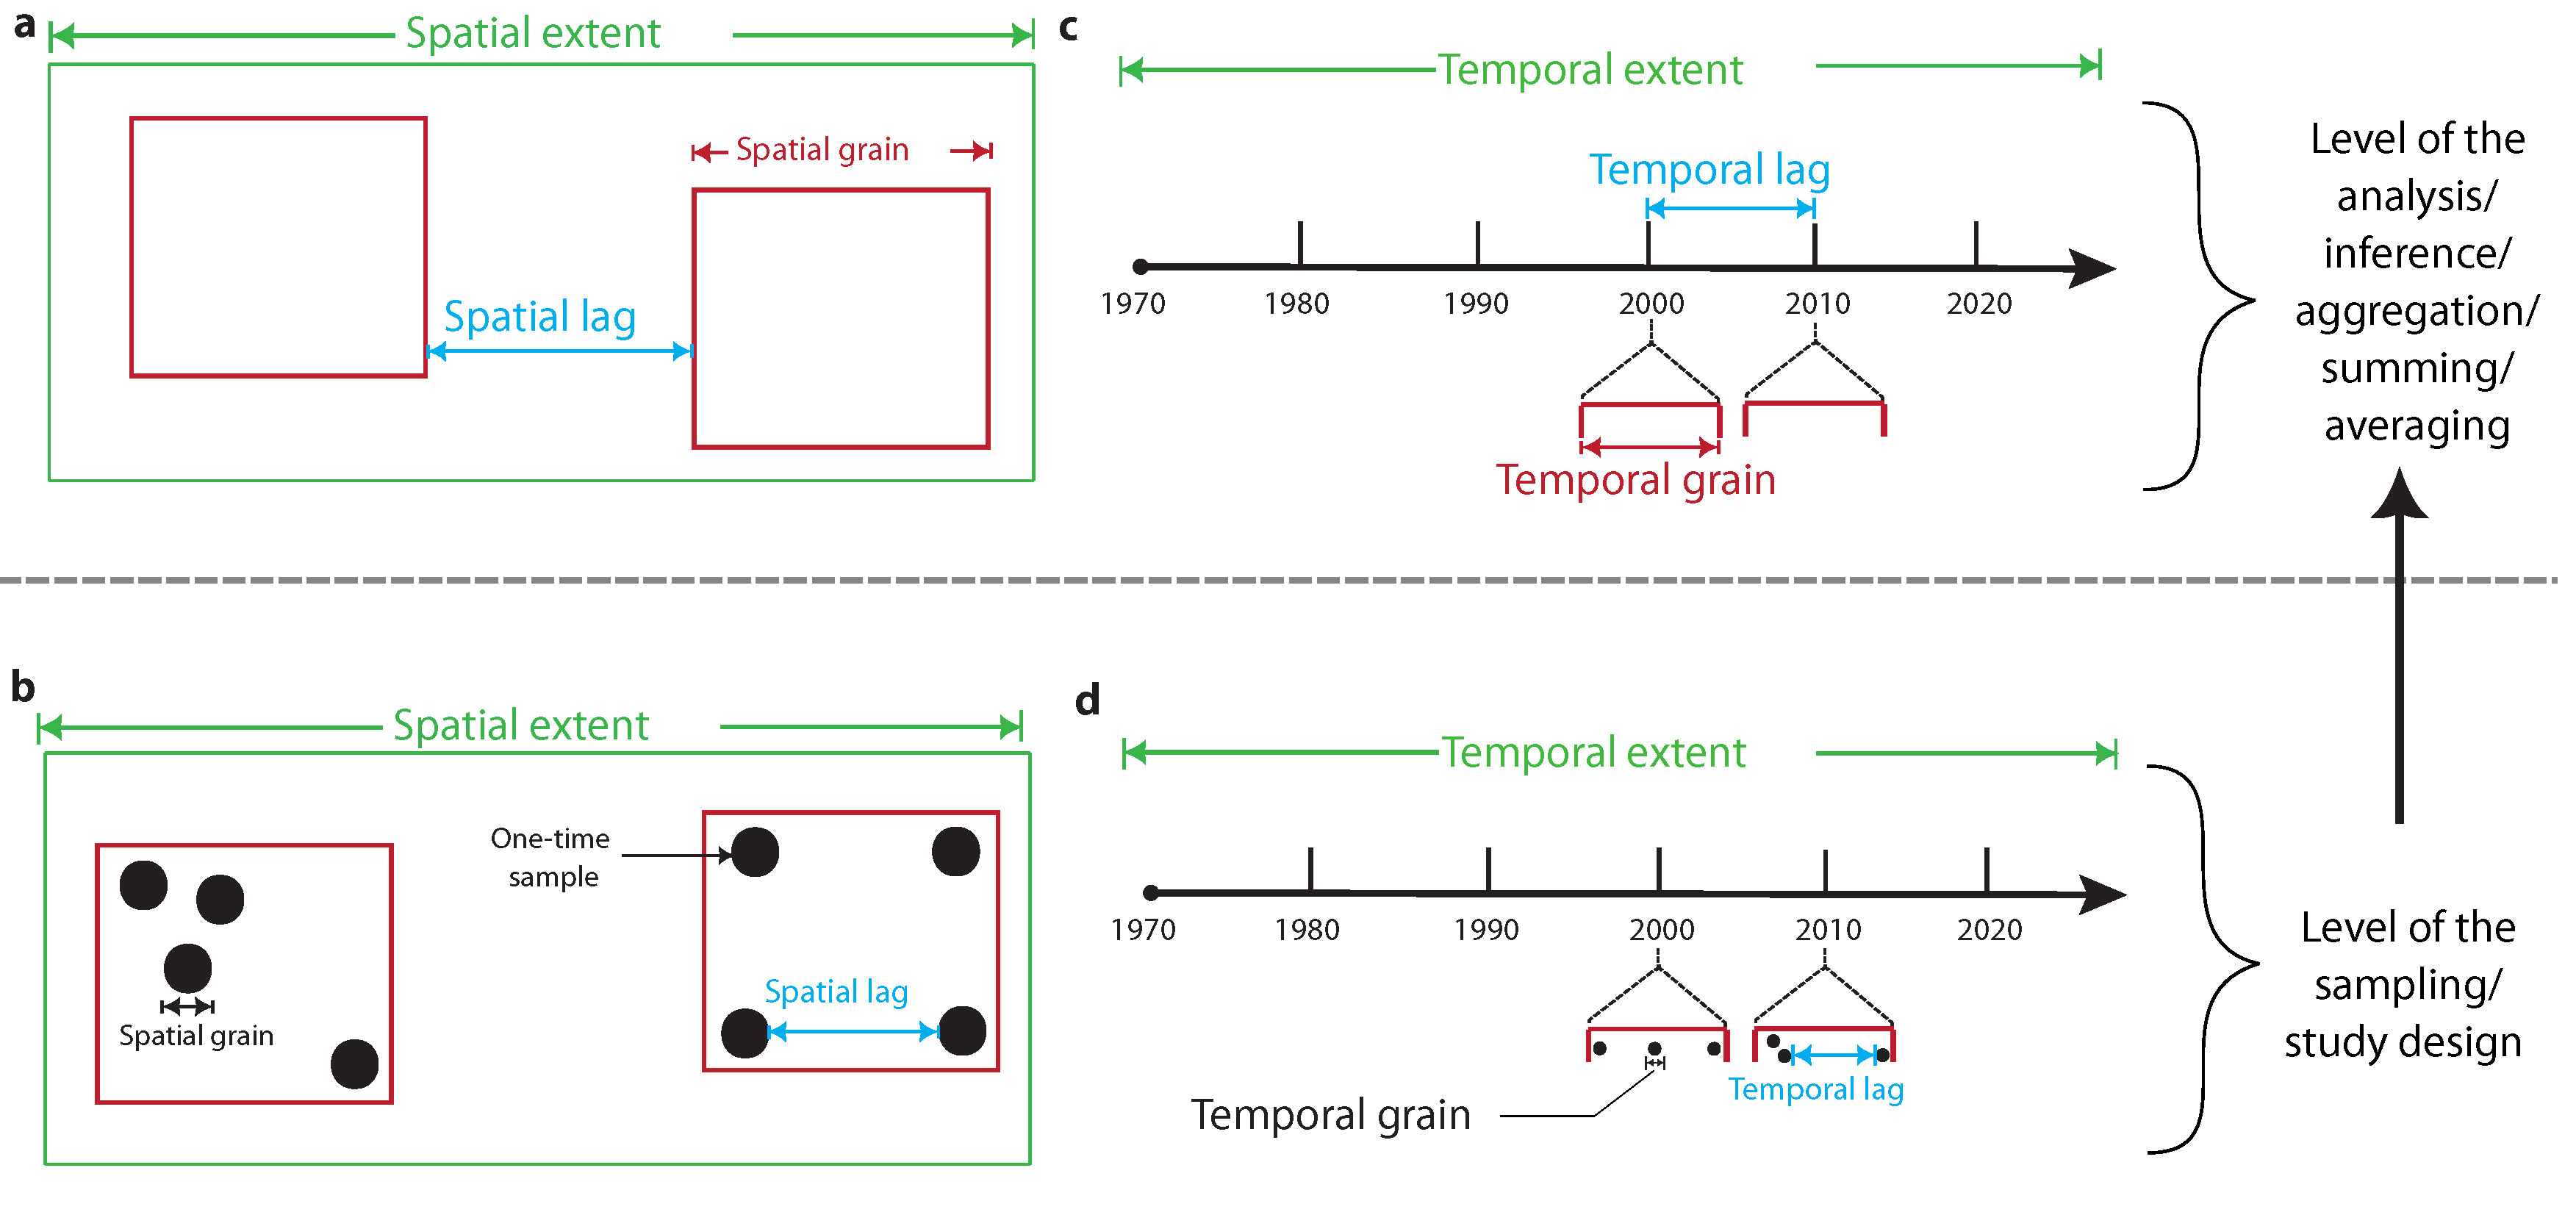 a
Spatial extent
Spatial grain
Spatial lag
c
Temporal extent
Temporal lag
1970 1980 1990 2000 2010 2020
Temporal grain
Level of the
analysis/
inference/
aggregation/
summing/
averaging
b
Spatial extent
One-time
sample
Spatial lag
Spatial grain
d
Temporal extent
1970 1980 1990 2000 2010 2020
Temporal lag
Temporal grain
Level of the
sampling/
study design